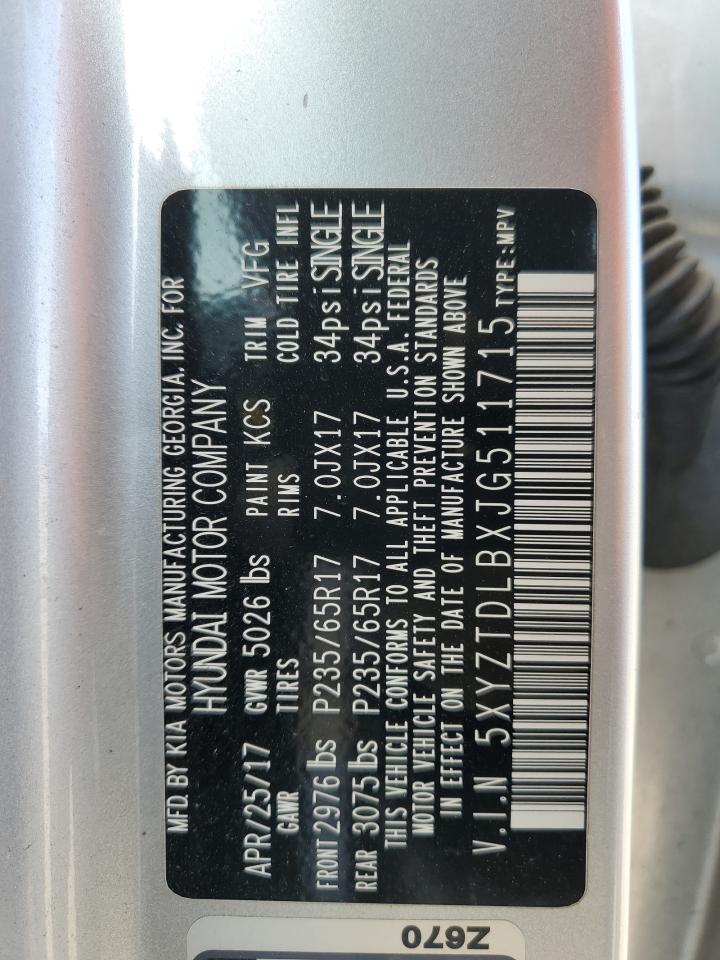 MFD. BY KIA MOTORS MANUFACTURING GEORGIA, INC. FOR
HYUNDAI MOTOR COMPANY
APR/25/17 GVWR 5026 lbs PAINT KCS TRIM VFG
GAWR TIRES RIMS COLD TIRE INFL
FRONT 2976 lbs P235/65R17 7.0JX17 34psi SINGLE
REAR 3075 lbs P235/65R17 7.0JX17 34psi SINGLE
THIS VEHICLE CONFORMS TO ALL APPLICABLE U.S.A. FEDERAL
MOTOR VEHICLE SAFETY AND THEFT PREVENTION STANDARDS
IN EFFECT ON THE DATE OF MANUFACTURE SHOWN ABOVE
V.I.N 5XYZTDLBXJG511715 TYPE:MPV
Z670